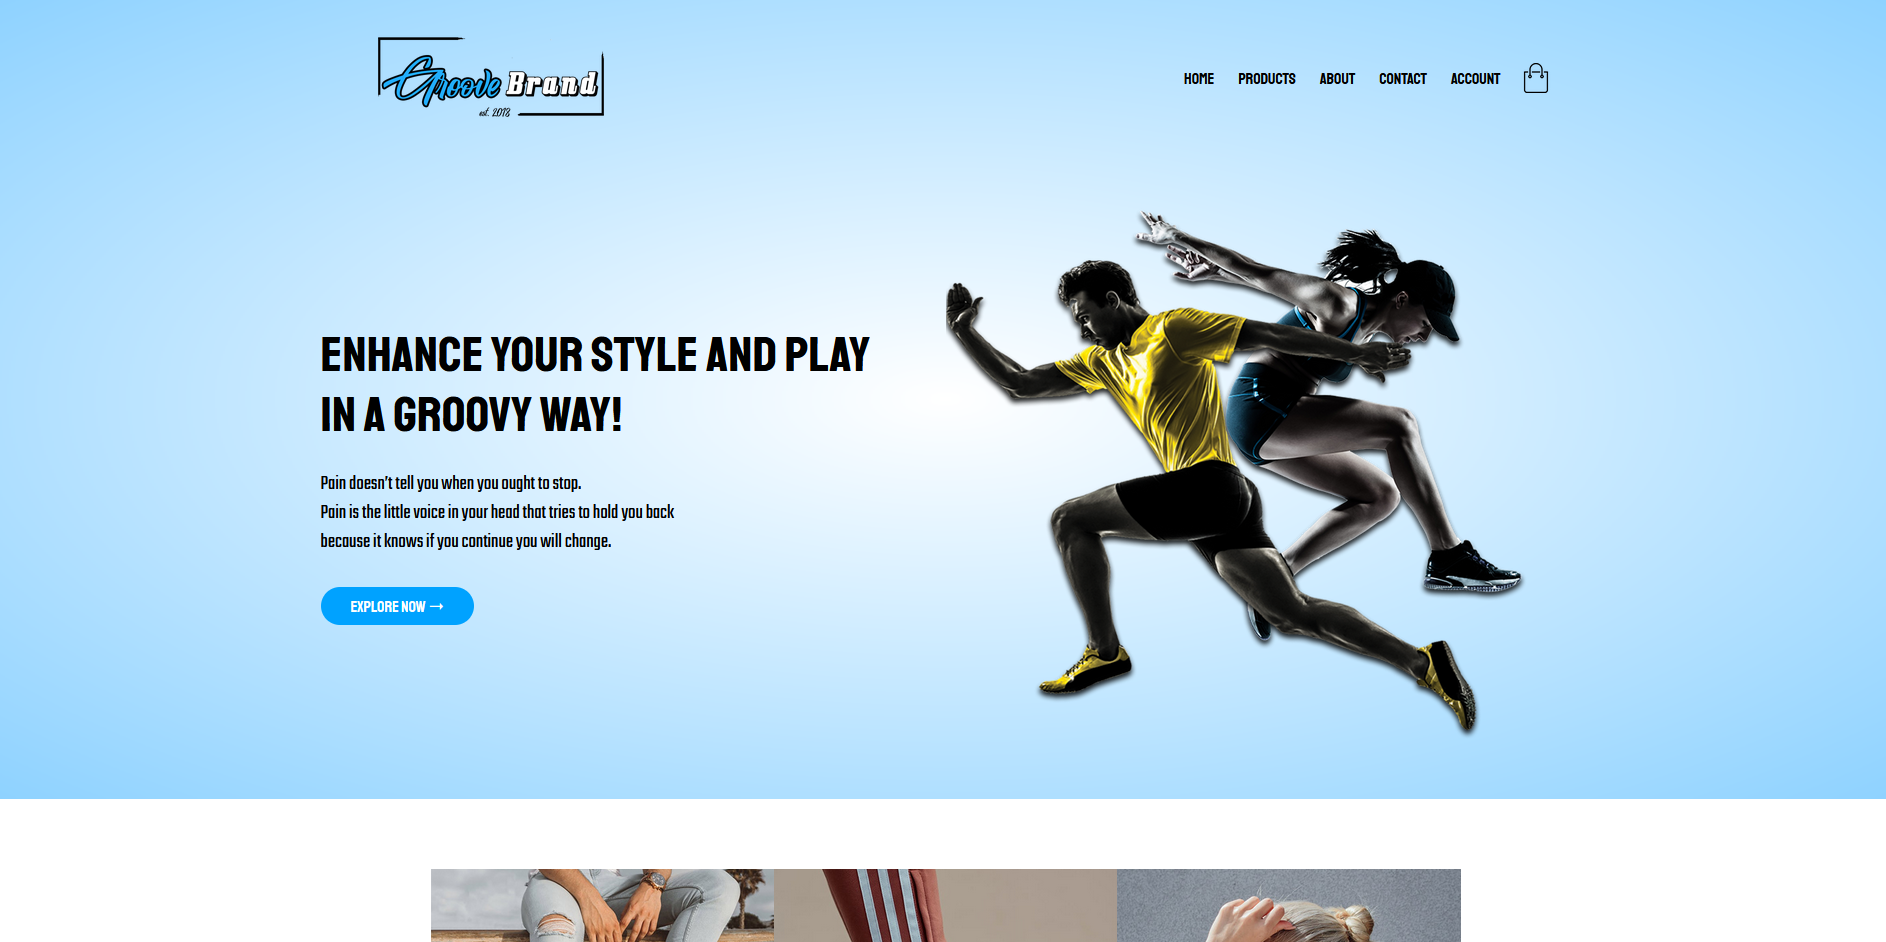 Groove Brand
est. 2018
HOME PRODUCTS ABOUT CONTACT ACCOUNT
ENHANCE YOUR STYLE AND PLAY
IN A GROOVY WAY!
Pain doesn’t tell you when you ought to stop.
Pain is the little voice in your head that tries to hold you back
because it knows if you continue you will change.
EXPLORE NOW →